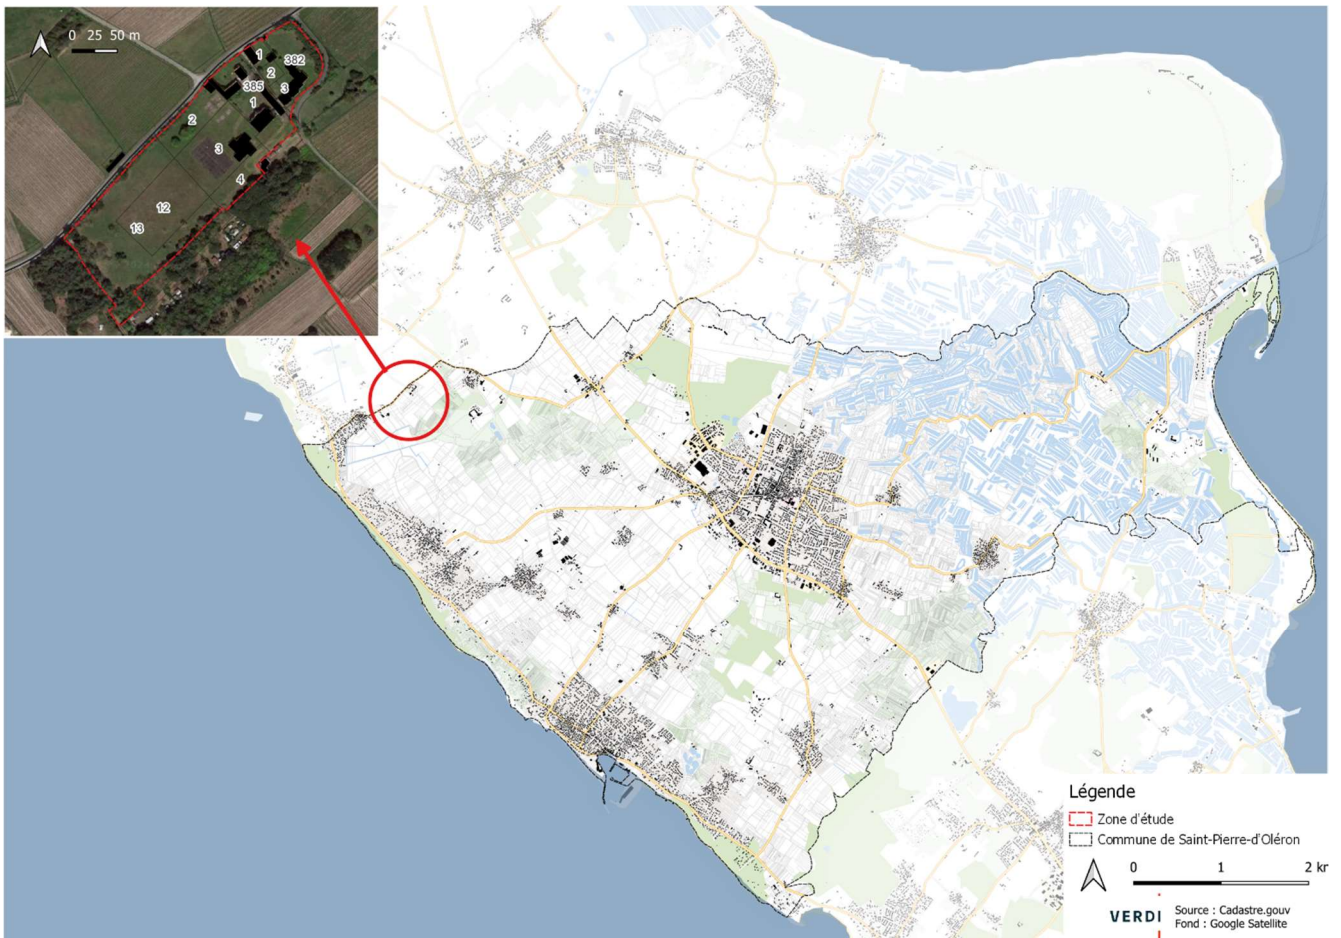 0 25 50 m
1
382
2
385
3
1
2
3
4
12
13
Légende
Zone d'étude
Commune de Saint-Pierre-d'Oléron
0 1 2 kr
VERDI
Source : Cadastre.gouv
Fond : Google Satellite